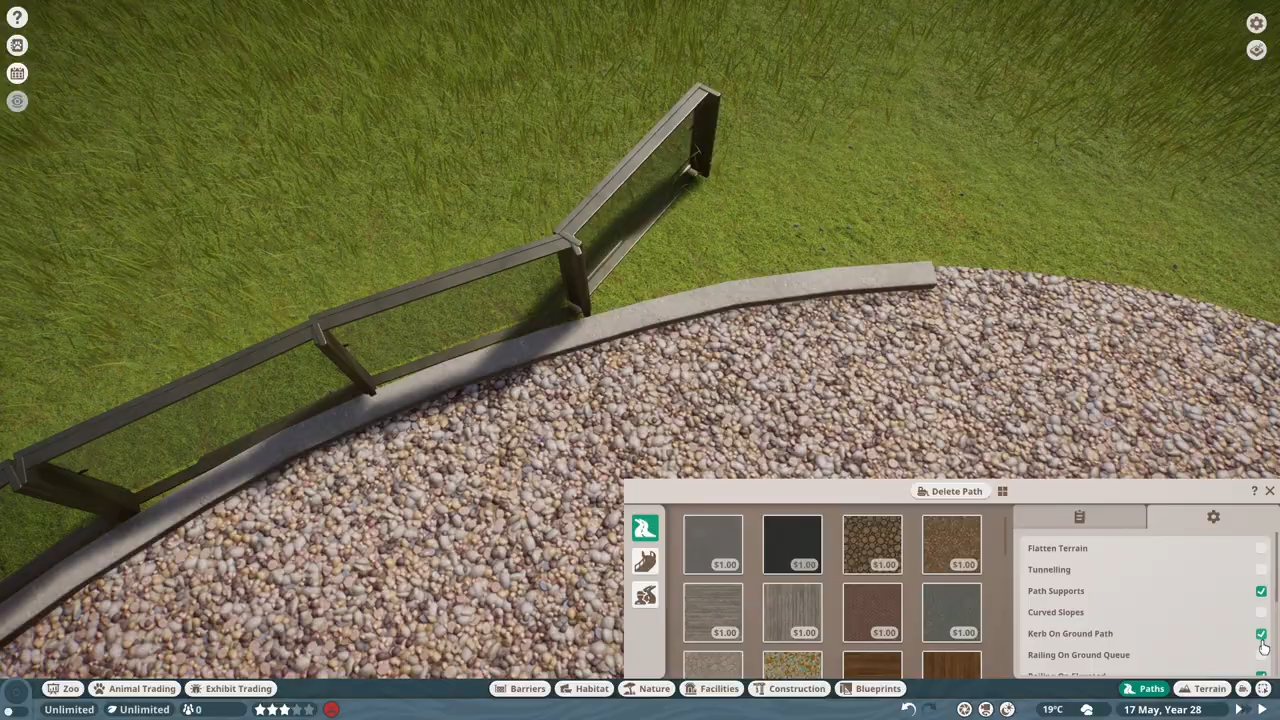 ?
Delete Path
?
$1.00 $1.00 $1.00 $1.00
$1.00 $1.00 $1.00 $1.00
Flatten Terrain
Tunnelling
Path Supports
Curved Slopes
Kerb On Ground Path
Railing On Ground Queue
Zoo Animal Trading Exhibit Trading Barriers Habitat Nature Facilities Construction Blueprints Paths Terrain
Unlimited Unlimited 0 19°C 17 May, Year 28